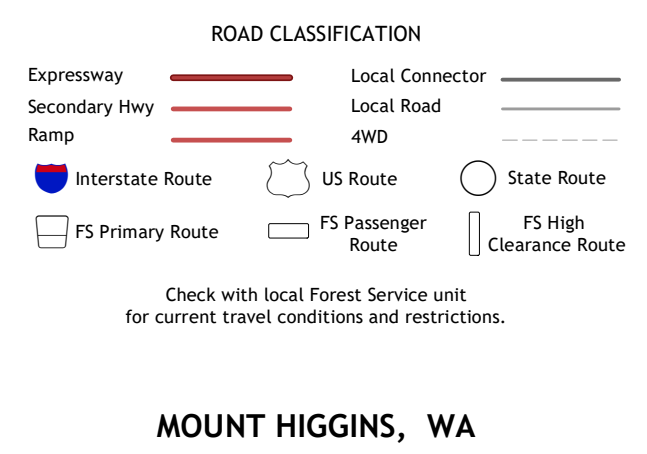 ROAD CLASSIFICATION
Expressway
Local Connector
Secondary Hwy
Local Road
Ramp
4WD
Interstate Route
US Route
State Route
FS Primary Route
FS Passenger
Route
FS High
Clearance Route
Check with local Forest Service unit
for current travel conditions and restrictions.
MOUNT HIGGINS, WA